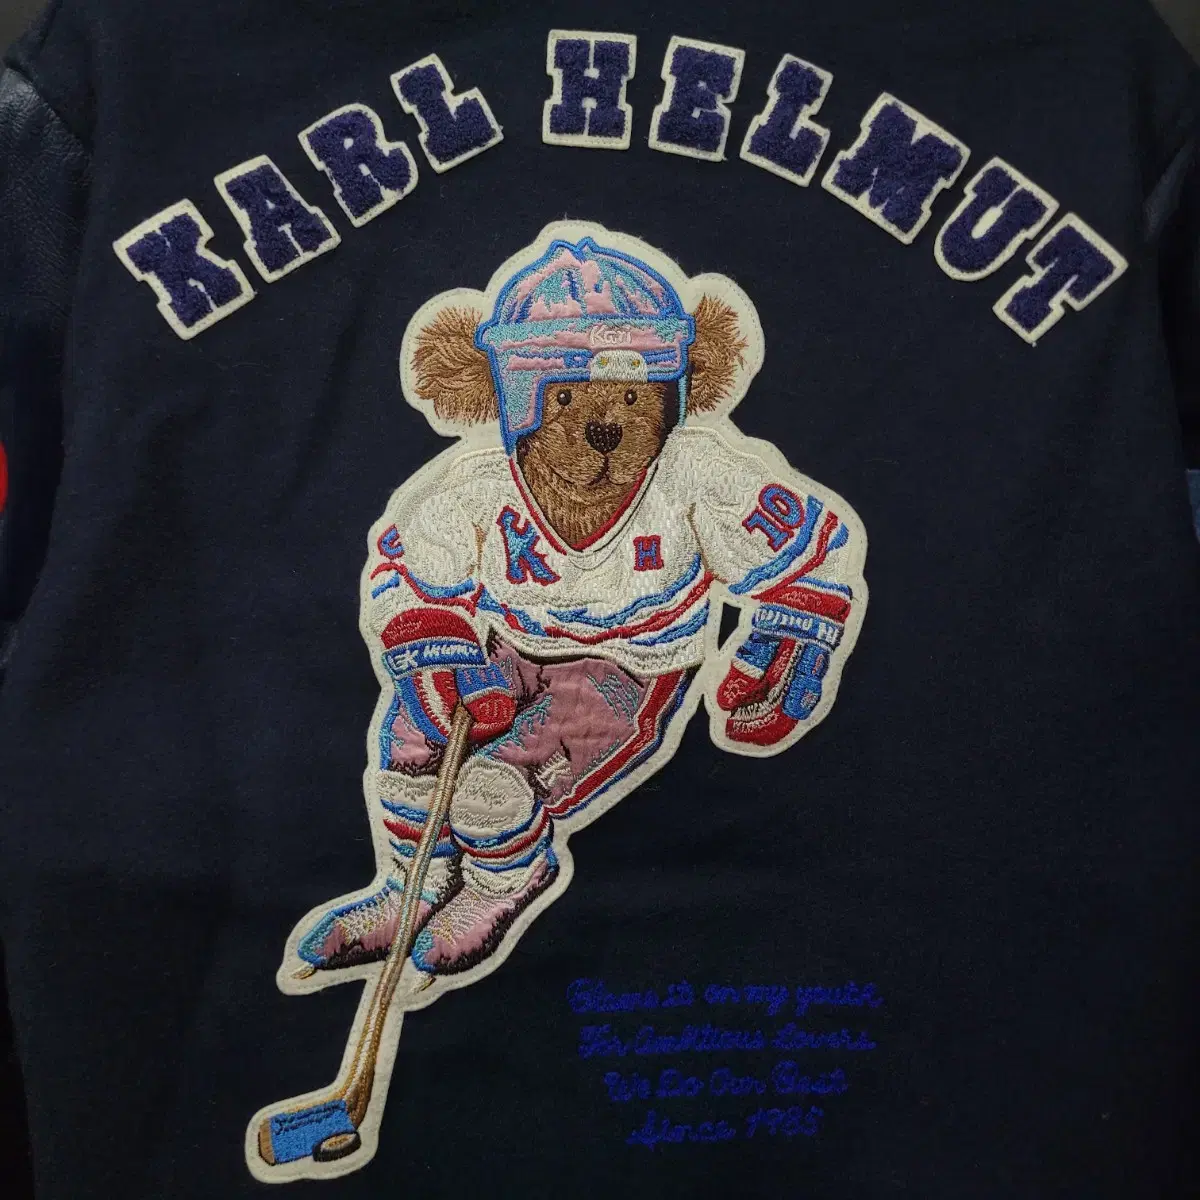 KARL HELMUT
Karl
K H 10
Blame it on my youth
For Ambitious Lovers
We Do Our Best
Since 1985